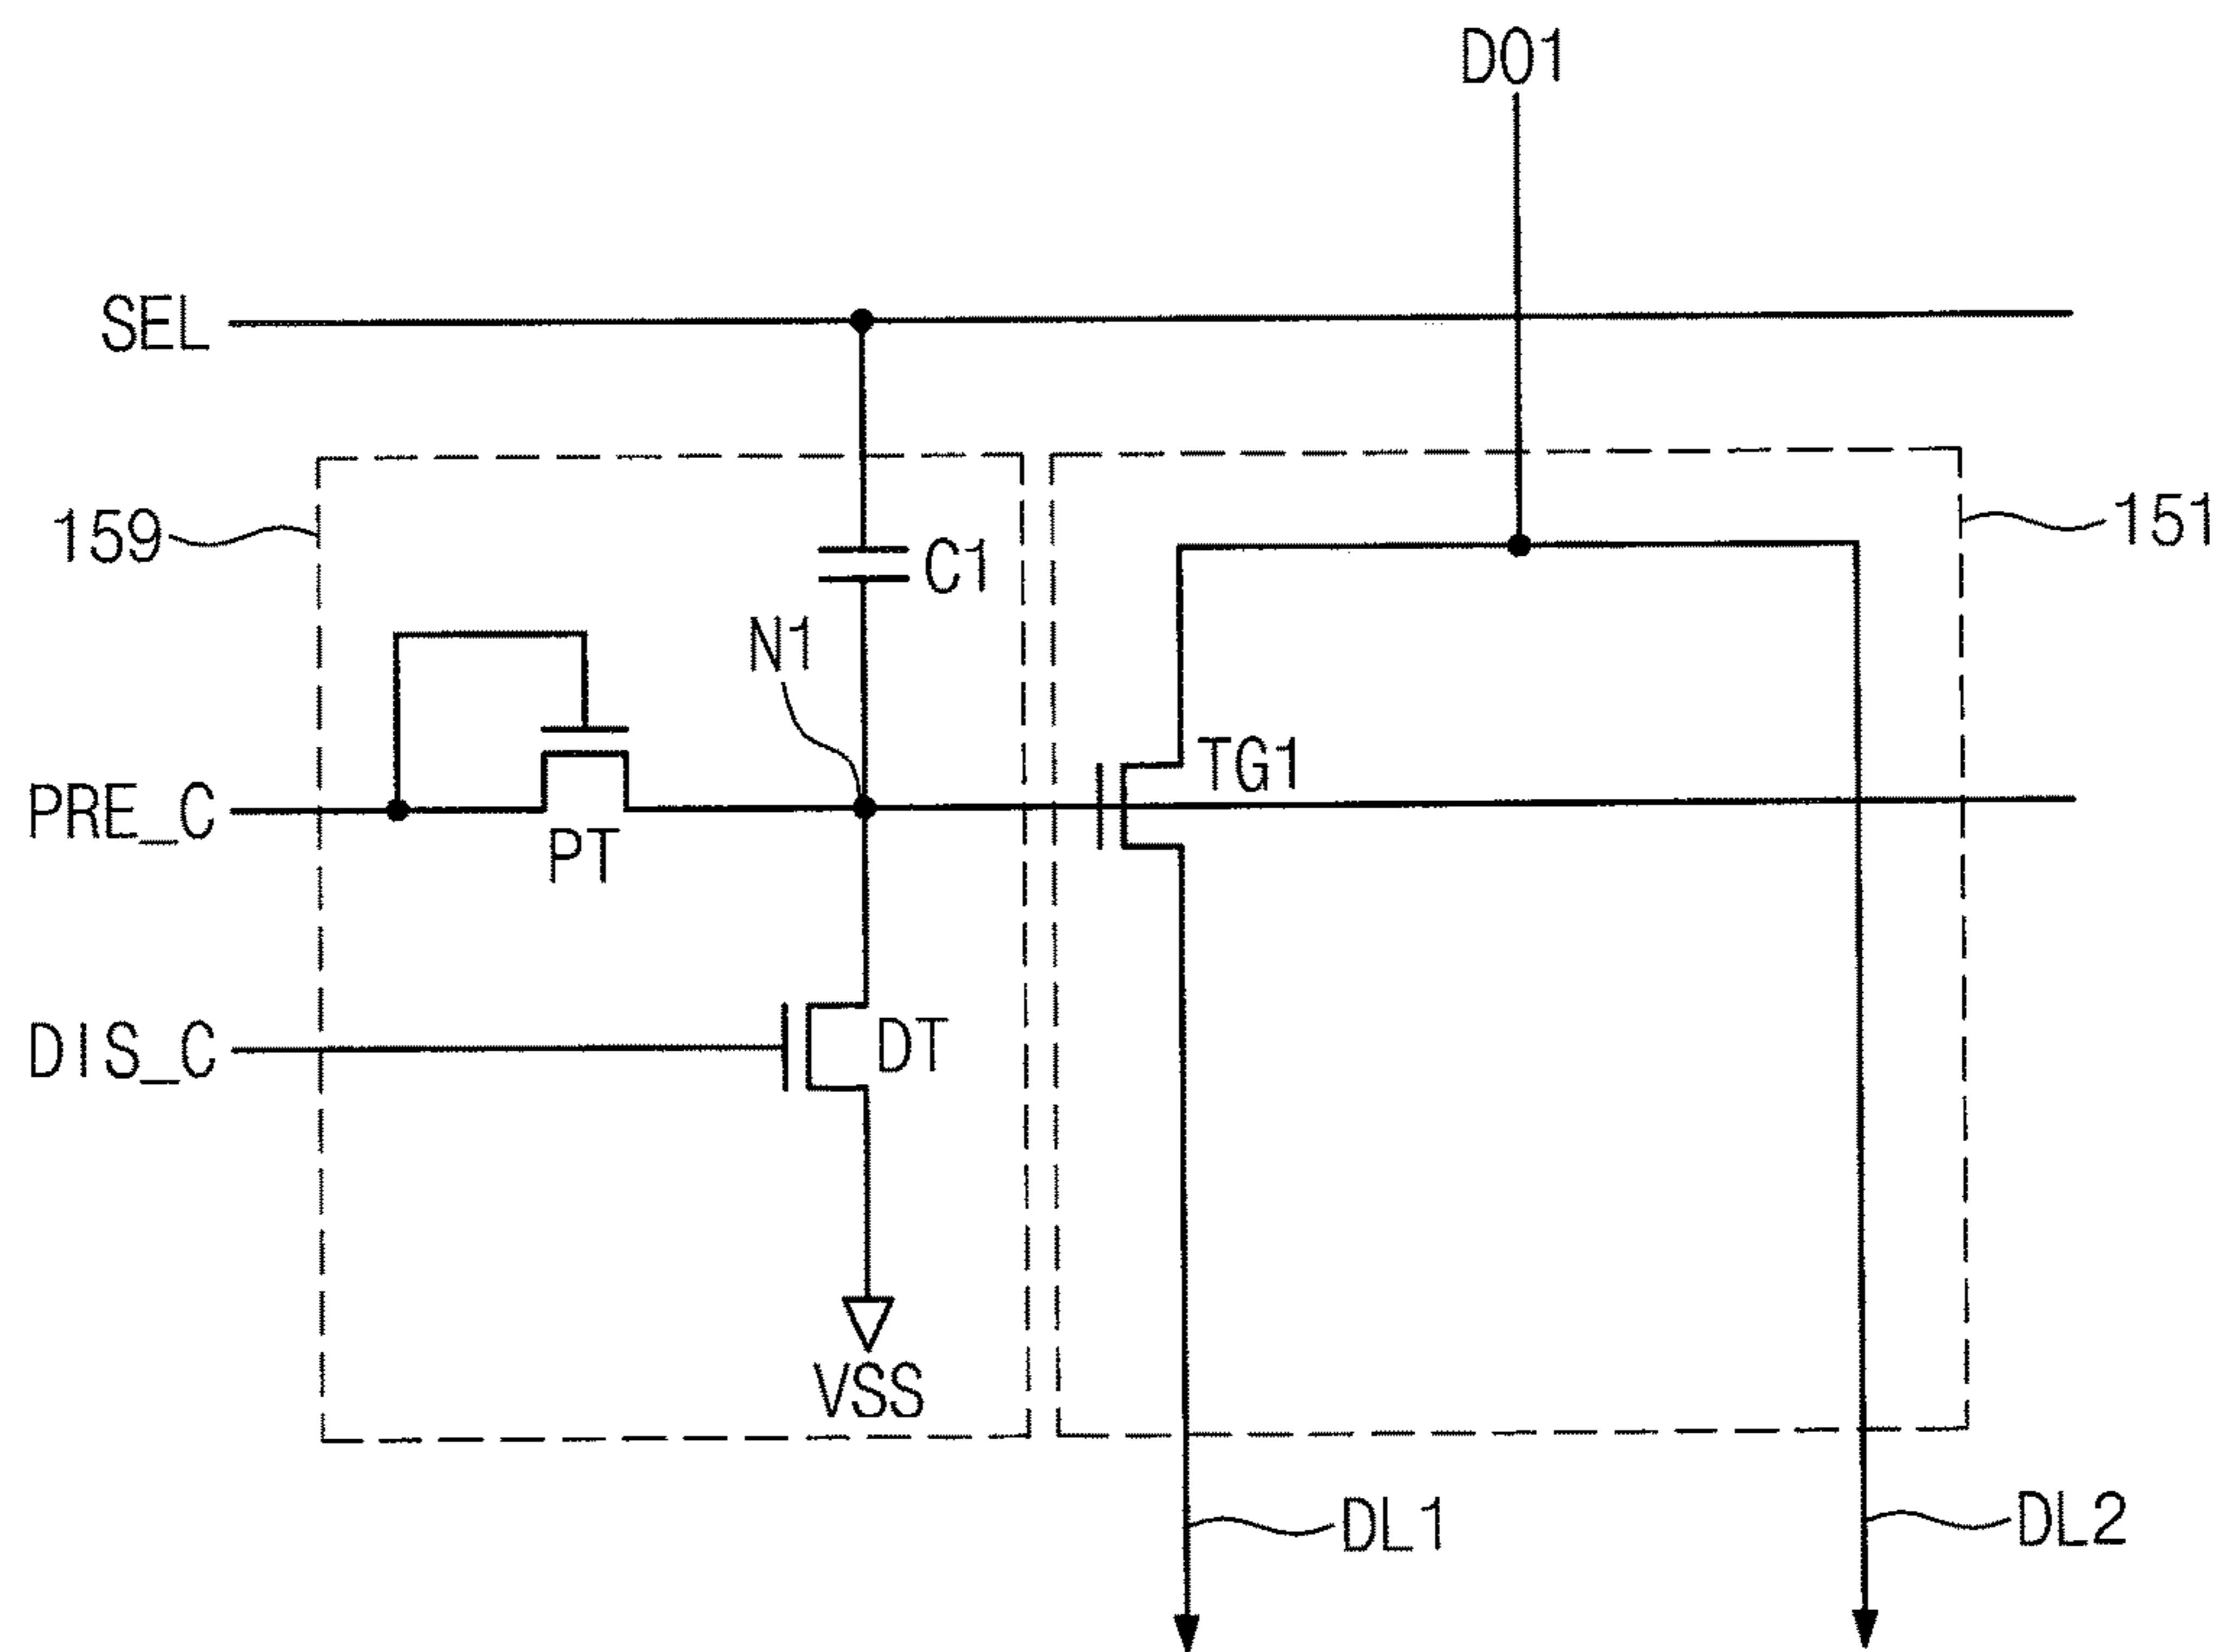 DO1
SEL
159
151
C1
N1
TG1
PRE_C
PT
DIS_C
DT
VSS
DL1
DL2